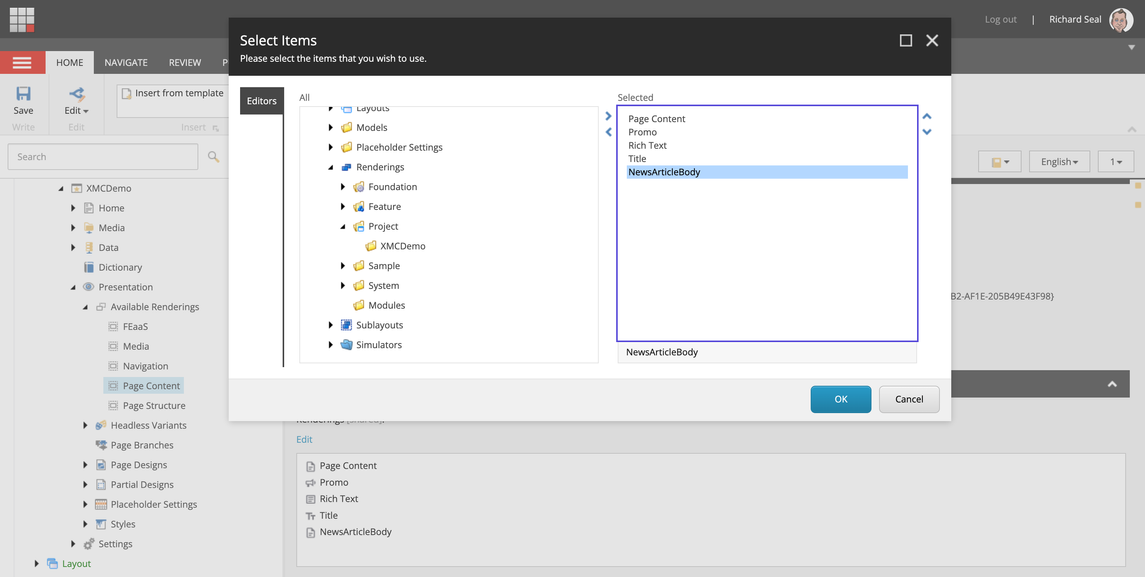 Log out | Richard Seal
Select Items
Please select the items that you wish to use.
HOME NAVIGATE REVIEW P
Save
Edit
Insert from template
Write
Edit
Insert
Search
English
1
XMCDemo
Home
Media
Data
Dictionary
Presentation
Available Renderings
FEaaS
Media
Navigation
Page Content
Page Structure
Headless Variants
Page Branches
Page Designs
Partial Designs
Placeholder Settings
Styles
Settings
Layout
Editors
All
Layouts
Models
Placeholder Settings
Renderings
Foundation
Feature
Project
XMCDemo
Sample
System
Modules
Sublayouts
Simulators
Selected
Page Content
Promo
Rich Text
Title
NewsArticleBody
NewsArticleBody
B2-AF1E-205B49E43F98}
OK
Cancel
Renderings [shared]:
Edit
Page Content
Promo
Rich Text
Title
NewsArticleBody